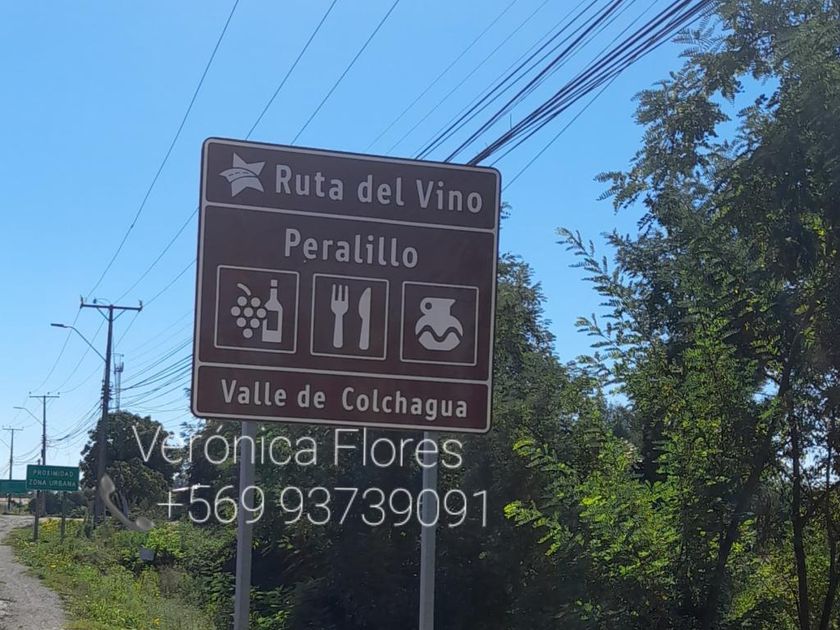 Ruta del Vino
Peralillo
Valle de Colchagua
Verónica Flores
+569 93739091
PROXIMIDAD
ZONA URBANA